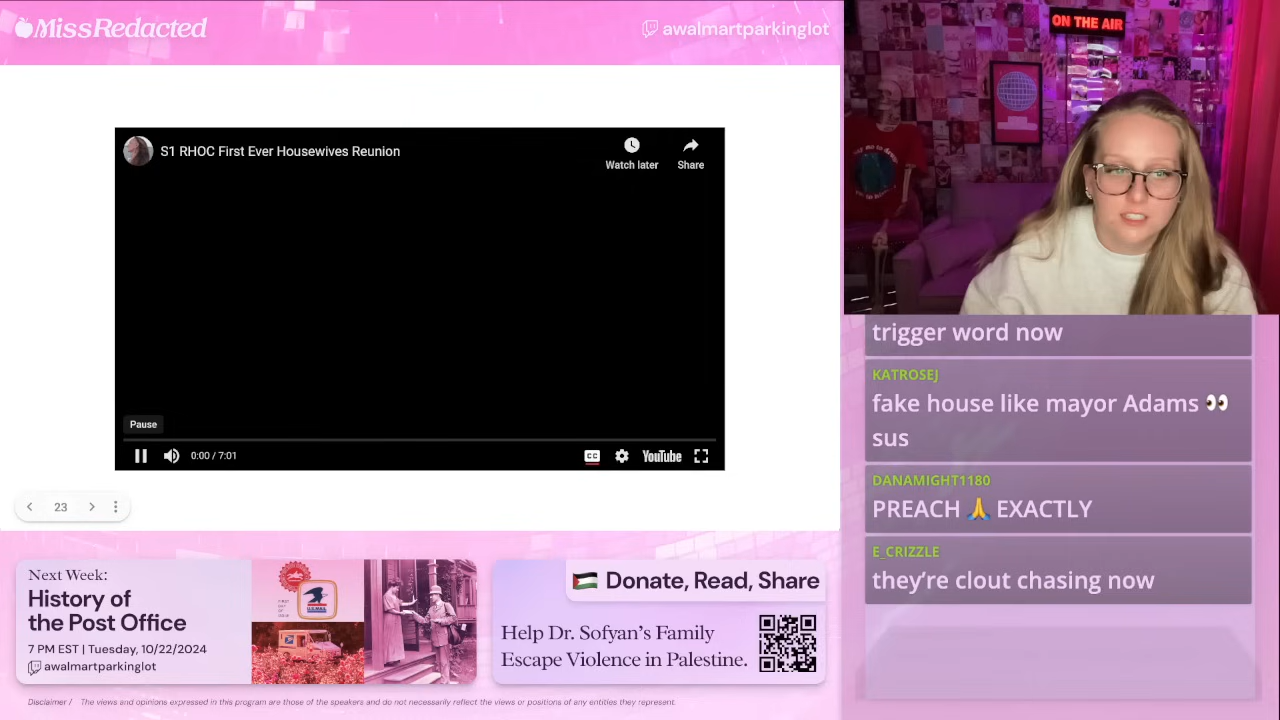 MissRedacted
awalmartparkinglot
ON THE AIR
S1 RHOC First Ever Housewives Reunion
Watch later
Share
Pause
0:00 / 7:01
CC
YouTube
23
trigger word now
KATROSEJ
fake house like mayor Adams 👀
sus
DANAMIGHT1180
PREACH 🙏 EXACTLY
E_CRIZZLE
they’re clout chasing now
Next Week:
History of
the Post Office
7 PM EST | Tuesday, 10/22/2024
awalmartparkinglot
🇵🇸 Donate, Read, Share
Help Dr. Sofyan’s Family
Escape Violence in Palestine.
Disclaimer / The views and opinions expressed in this program are those of the speakers and do not necessarily reflect the views or positions of any entities they represent.